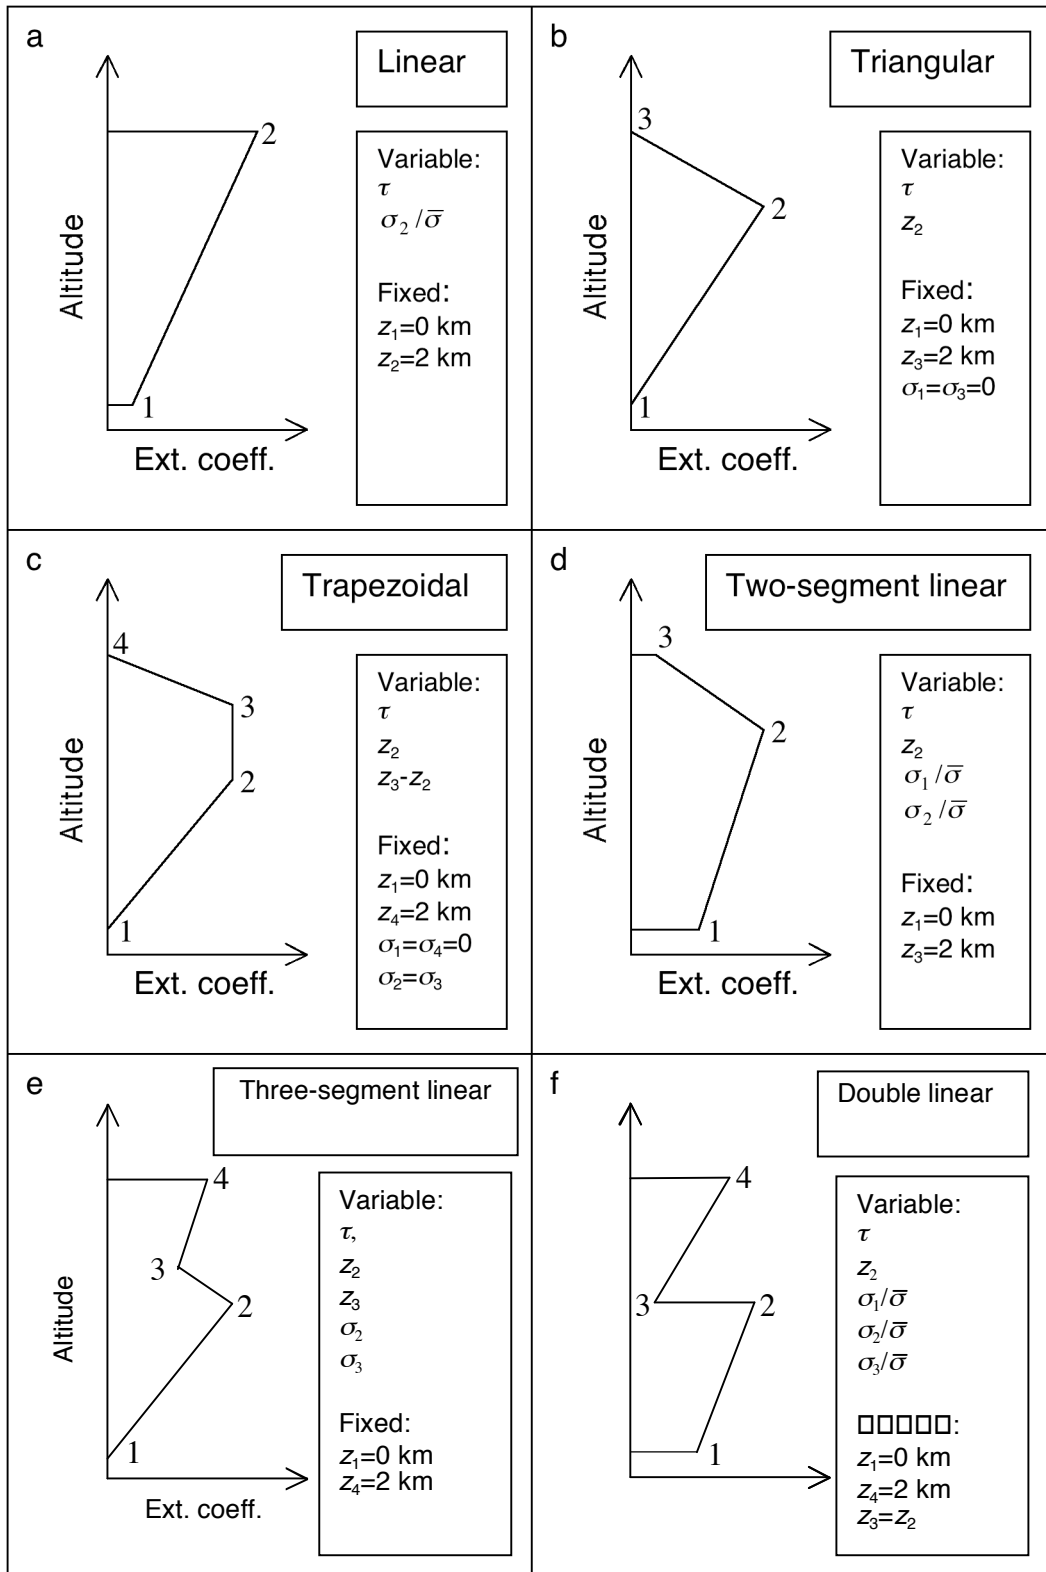 a
Linear
2
1
Altitude
Ext. coeff.
Variable:
τ
σ₂/σ̅
Fixed:
z₁=0 km
z₂=2 km
b
Triangular
3
2
1
Altitude
Ext. coeff.
Variable:
τ
z₂
Fixed:
z₁=0 km
z₃=2 km
σ₁=σ₃=0
c
Trapezoidal
4
3
2
1
Altitude
Ext. coeff.
Variable:
τ
z₂
z₃-z₂
Fixed:
z₁=0 km
z₄=2 km
σ₁=σ₄=0
σ₂=σ₃
d
Two-segment linear
3
2
1
Altitude
Ext. coeff.
Variable:
τ
z₂
σ₁/σ̅
σ₂/σ̅
Fixed:
z₁=0 km
z₃=2 km
e
Three-segment linear
4
3
2
1
Altitude
Ext. coeff.
Variable:
τ,
z₂
z₃
σ₂
σ₃
Fixed:
z₁=0 km
z₄=2 km
f
Double linear
4
3
2
1
Variable:
τ
z₂
σ₁/σ̅
σ₂/σ̅
σ₃/σ̅
□□□□□:
z₁=0 km
z₄=2 km
z₃=z₂